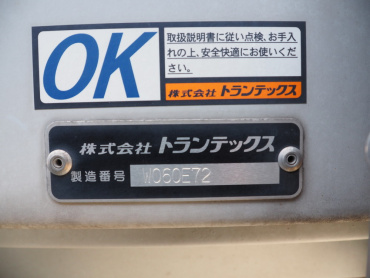 OK
取扱説明書に従い点検、お手入
れの上、安全快適にお使いくだ
さい。
株式会社 トランテックス
株式会社 トランテックス
製造番号 W060E72